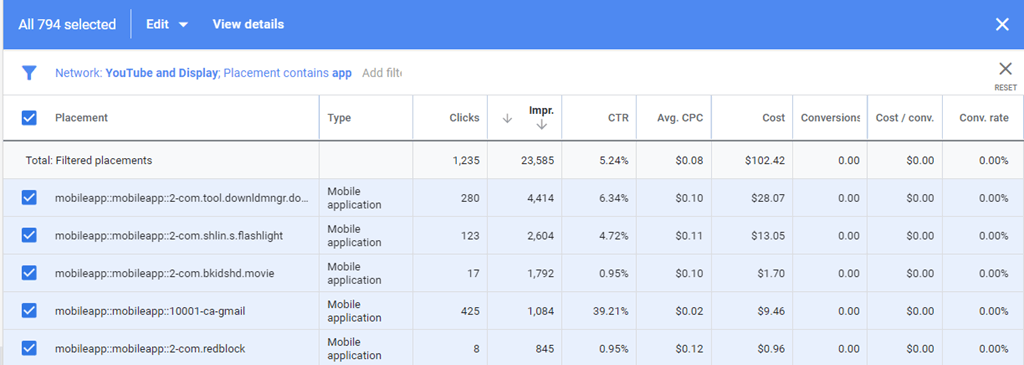 All 794 selected Edit View details
Network: YouTube and Display; Placement contains app Add filte
RESET
Placement Type Clicks Impr. CTR Avg. CPC Cost Conversions Cost / conv. Conv. rate
Total: Filtered placements 1,235 23,585 5.24% $0.08 $102.42 0.00 $0.00 0.00%
mobileapp::mobileapp::2-com.tool.downldmngr.do... Mobile application 280 4,414 6.34% $0.10 $28.07 0.00 $0.00 0.00%
mobileapp::mobileapp::2-com.shlin.s.flashlight Mobile application 123 2,604 4.72% $0.11 $13.05 0.00 $0.00 0.00%
mobileapp::mobileapp::2-com.bkidshd.movie Mobile application 17 1,792 0.95% $0.10 $1.70 0.00 $0.00 0.00%
mobileapp::mobileapp::10001-ca-gmail Mobile application 425 1,084 39.21% $0.02 $9.46 0.00 $0.00 0.00%
mobileapp::mobileapp::2-com.redblock Mobile application 8 845 0.95% $0.12 $0.96 0.00 $0.00 0.00%